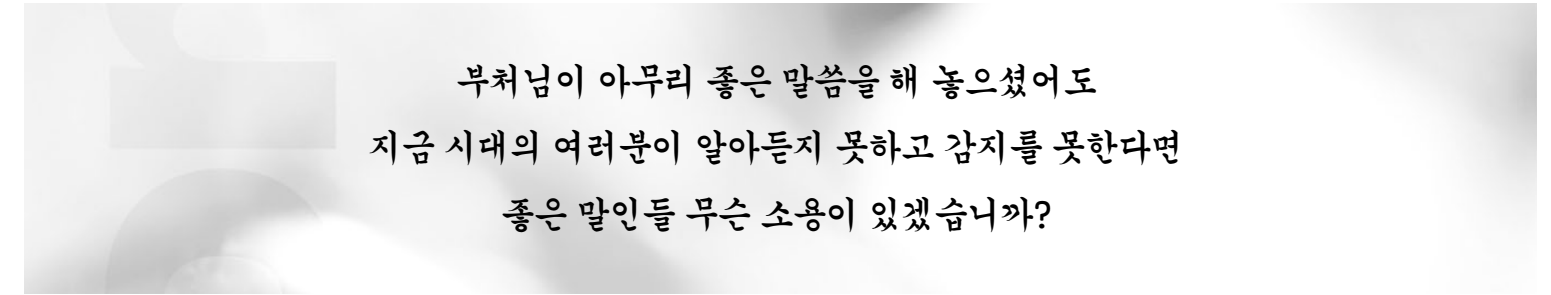 부처님이 아무리 좋은 말씀을 해 놓으셨어도
지금 시대의 여러분이 알아듣지 못하고 감지를 못한다면
좋은 말인들 무슨 소용이 있겠습니까?